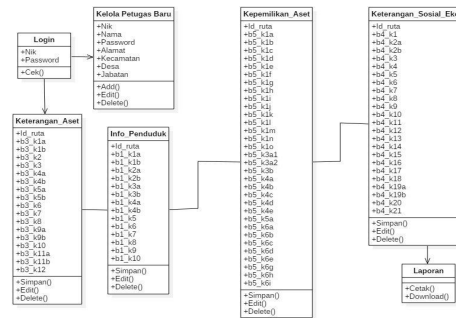 Login
+Nik
+Password
+Cek()
Kelola Petugas Baru
+Nik
+Nama
+Password
+Alamat
+Kecamatan
+Desa
+Jabatan
+Add()
+Edit()
+Delete()
Keterangan_Aset
+Id_ruta
+b3_k1a
+b3_k1b
+b3_k2
+b3_k3
+b3_k4a
+b3_k4b
+b3_k5a
+b3_k5b
+b3_k6
+b3_k7
+b3_k8
+b3_k9a
+b3_k9b
+b3_k10
+b3_k11a
+b3_k11b
+b3_k12
+Simpan()
+Edit()
+Delete()
Info_Penduduk
+Id_ruta
+b1_k1a
+b1_k1b
+b1_k2a
+b1_k2b
+b1_k3a
+b1_k3b
+b1_k4a
+b1_k4b
+b1_k5
+b1_k6
+b1_k7
+b1_k8
+b1_k9
+b1_k10
+Simpan()
+Edit()
+Delete()
Kepemilikan_Aset
+Id_ruta
+b5_k1a
+b5_k1b
+b5_k1c
+b5_k1d
+b5_k1e
+b5_k1f
+b5_k1g
+b5_k1h
+b5_k1i
+b5_k1j
+b5_k1k
+b5_k1l
+b5_k1m
+b5_k1n
+b5_k1o
+b5_k3a1
+b5_k3a2
+b5_k3b
+b5_k4a
+b5_k4b
+b5_k4c
+b5_k4d
+b5_k4e
+b5_k5a
+b5_k6a
+b5_k6b
+b5_k6c
+b5_k6d
+b5_k6e
+b5_k6g
+b5_k6h
+b5_k6i
+Simpan()
+Edit()
+Delete()
Keterangan_Sosial_Eko
+Id_ruta
+b4_k1
+b4_k2a
+b4_k2b
+b4_k3
+b4_k4
+b4_k5
+b4_k6
+b4_k7
+b4_k8
+b4_k9
+b4_k10
+b4_k11
+b4_k12
+b4_k13
+b4_k14
+b4_k15
+b4_k16
+b4_k17
+b4_k18
+b4_k19a
+b4_k19b
+b4_k20
+b4_k21
+Simpan()
+Edit()
+Delete()
Laporan
+Cetak()
+Download()